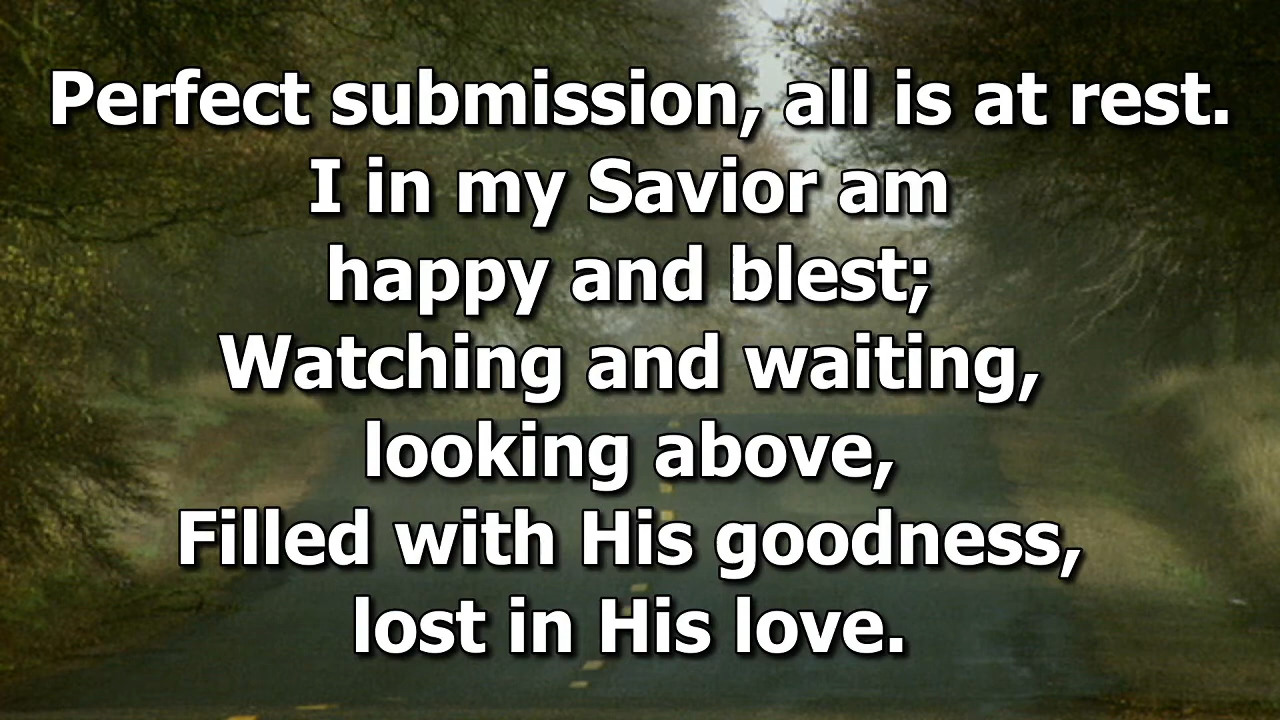 Perfect submission, all is at rest.
I in my Savior am
happy and blest;
Watching and waiting,
looking above,
Filled with His goodness,
lost in His love.